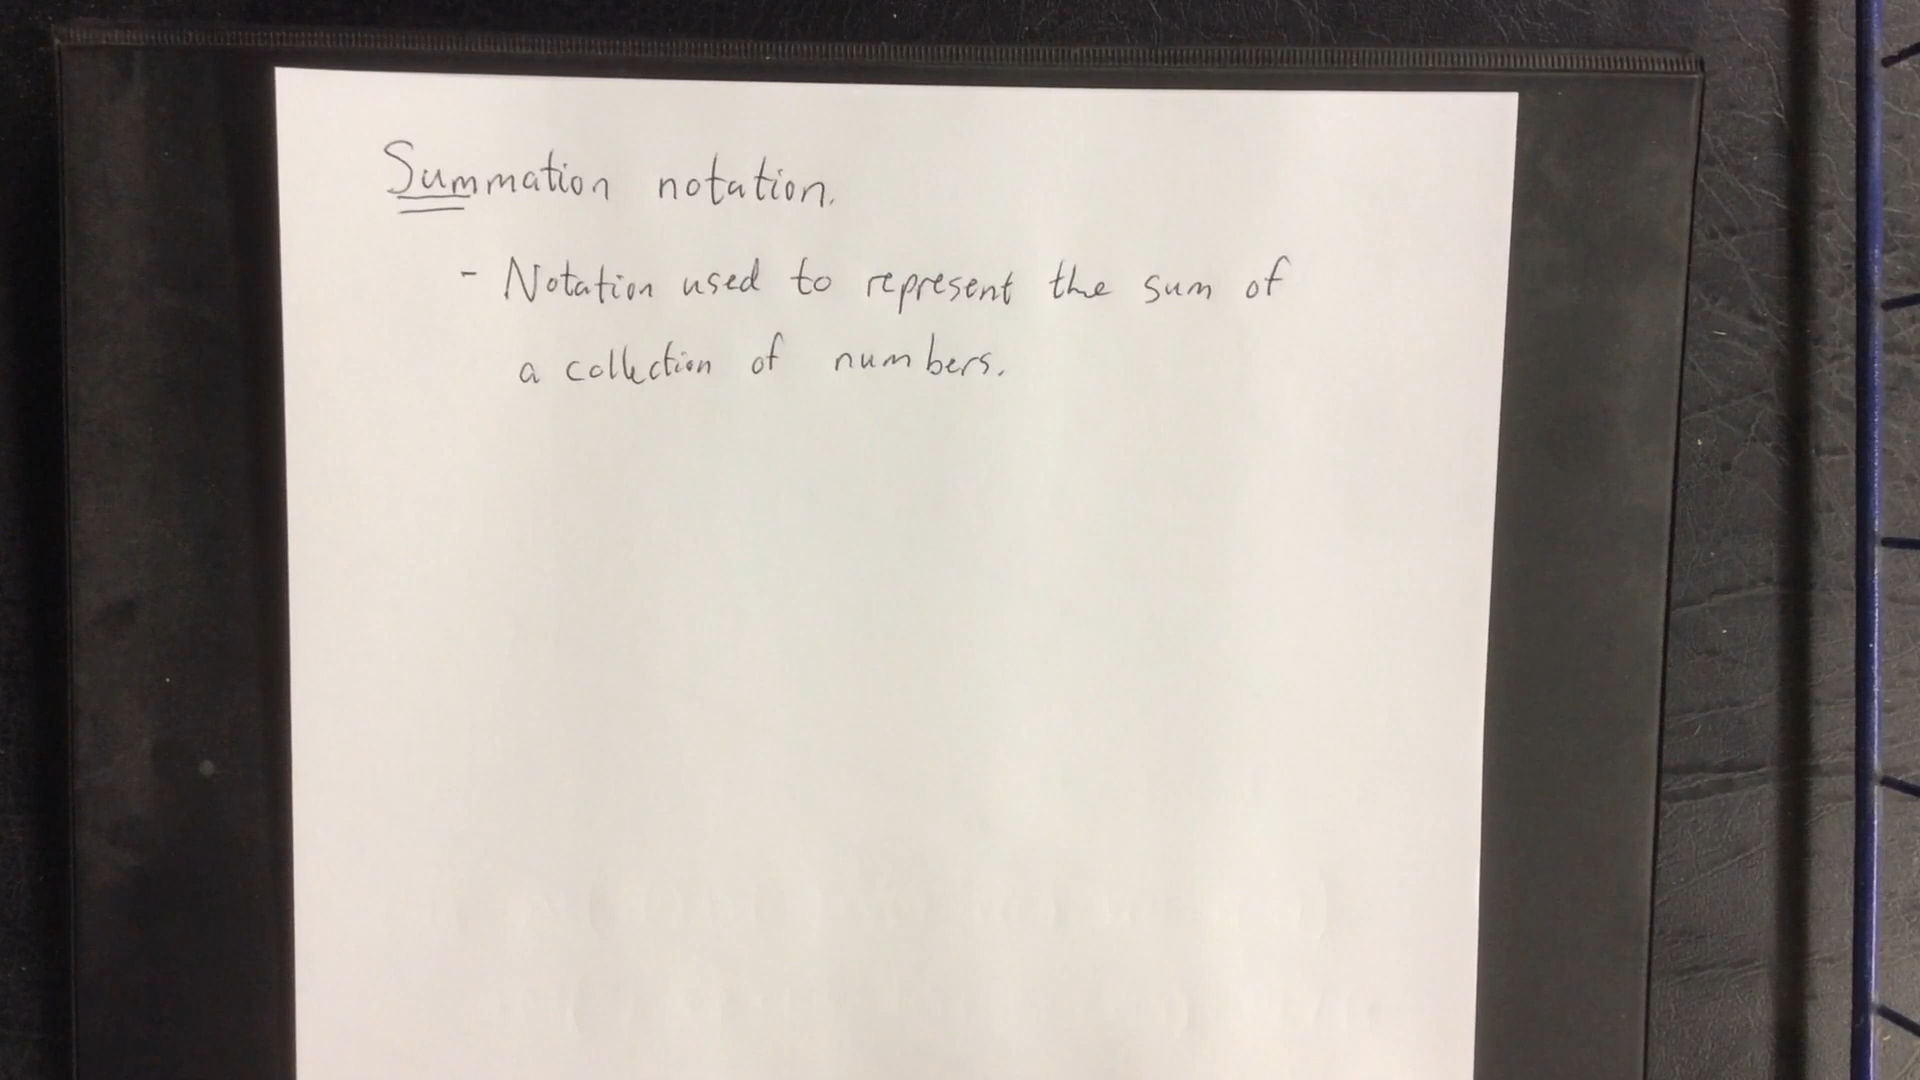 Summation notation.
- Notation used to represent the sum of
a collection of numbers.